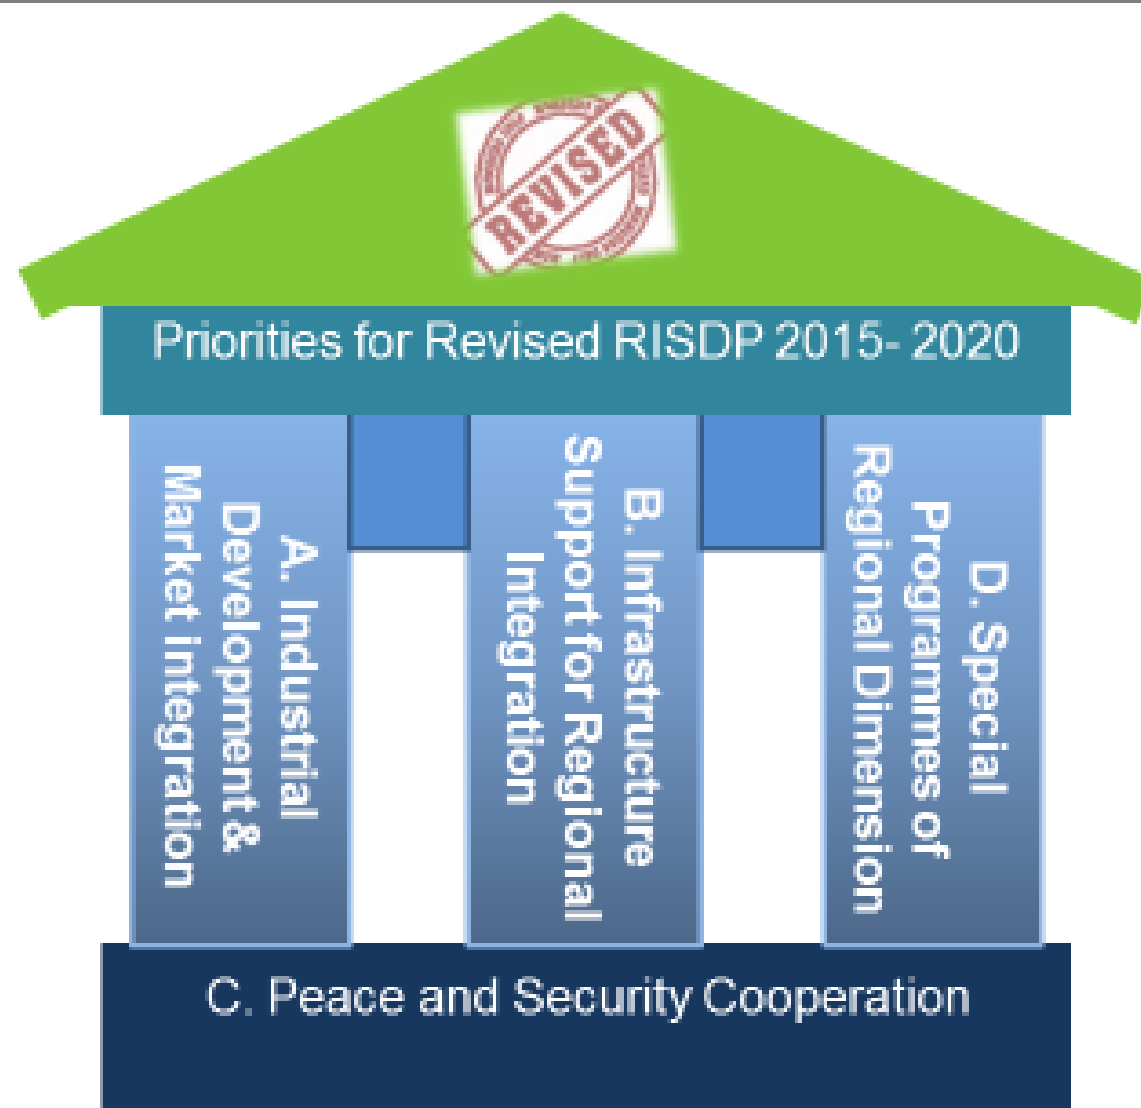 REVISED
Priorities for Revised RISDP 2015- 2020
A. Industrial
Development &
Market integration
B. Infrastructure
Support for Regional
Integration
D. Special
Programmes of
Regional Dimension
C. Peace and Security Cooperation